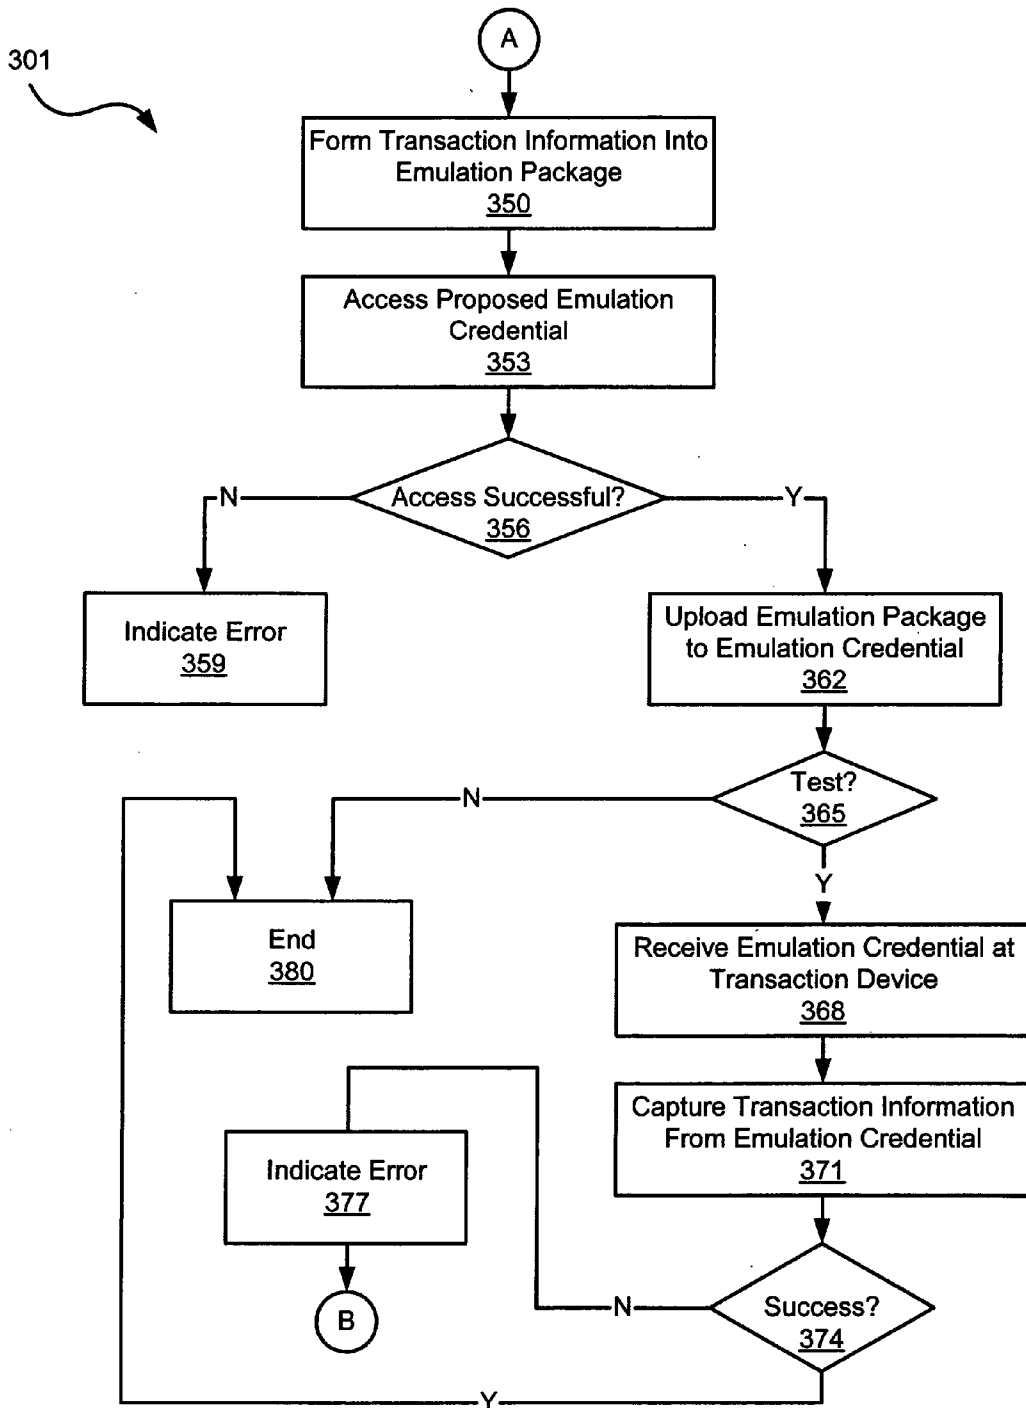 A
301
Form Transaction Information Into
Emulation Package
350
Access Proposed Emulation
Credential
353
Access Successful?
356
N
Y
Indicate Error
359
Upload Emulation Package
to Emulation Credential
362
Test?
365
N
Y
End
380
Receive Emulation Credential at
Transaction Device
368
Capture Transaction Information
From Emulation Credential
371
Indicate Error
377
Success?
374
N
B
Y